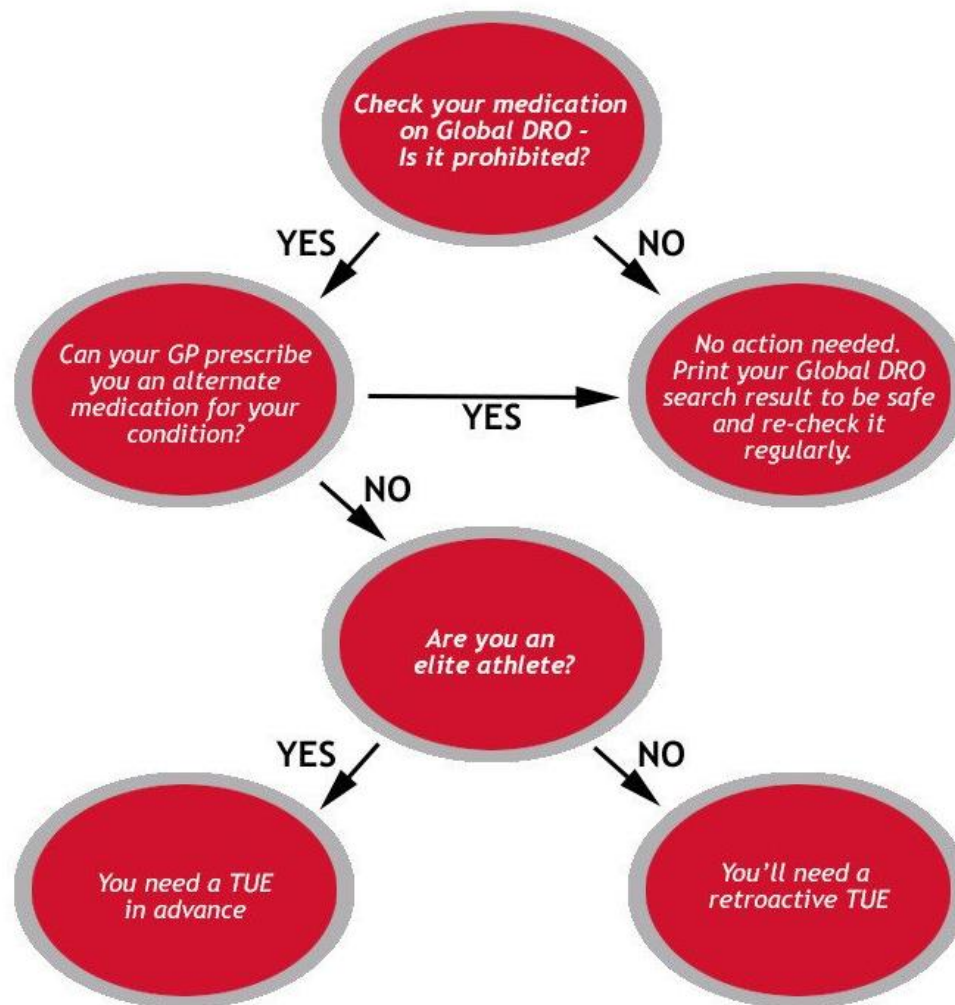 Check your medication
on Global DRO -
Is it prohibited?
YES
NO
Can your GP prescribe
you an alternate
medication for your
condition?
YES
No action needed.
Print your Global DRO
search result to be safe
and re-check it
regularly.
NO
Are you an
elite athlete?
YES
NO
You need a TUE
in advance
You'll need a
retroactive TUE